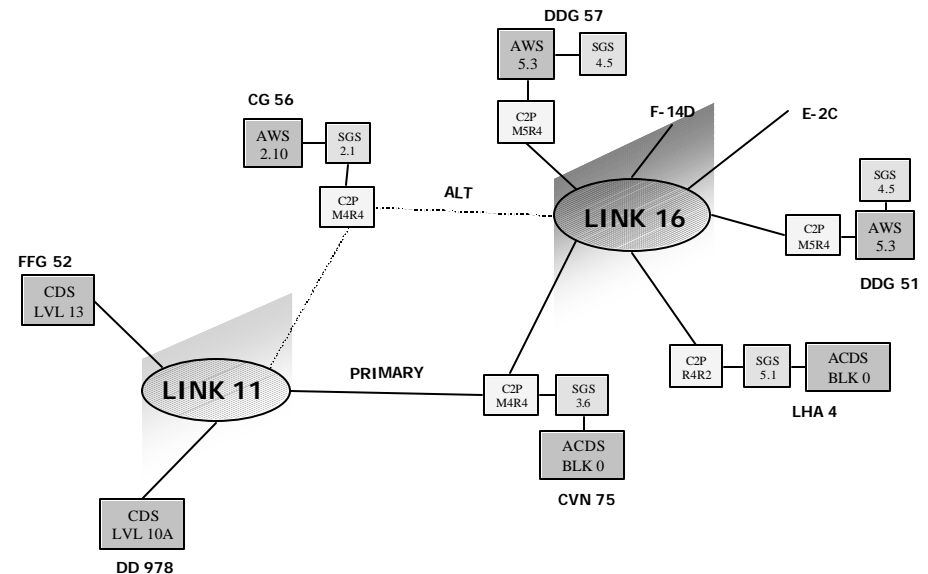 DDG 57
AWS
5.3
SGS
4.5
CG 56
AWS
2.10
SGS
2.1
C2P
M5R4
F-14D
E-2C
C2P
M4R4
ALT
LINK 16
SGS
4.5
C2P
M5R4
AWS
5.3
DDG 51
FFG 52
CDS
LVL 13
LINK 11
PRIMARY
C2P
M4R4
SGS
3.6
ACDS
BLK 0
CVN 75
C2P
R4R2
SGS
5.1
ACDS
BLK 0
LHA 4
CDS
LVL 10A
DD 978